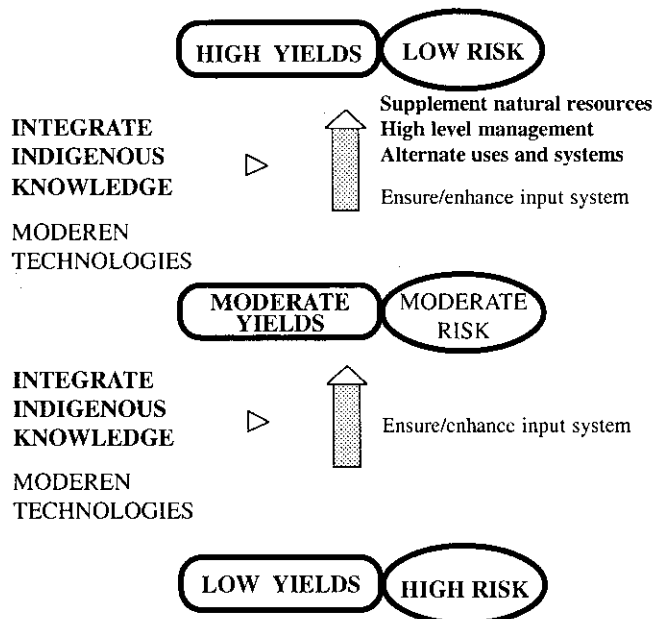 HIGH YIELDS LOW RISK
Supplement natural resources
High level management
Alternate uses and systems
Ensure/enhance input system
INTEGRATE
INDIGENOUS
KNOWLEDGE
MODEREN
TECHNOLOGIES
MODERATE
YIELDS
MODERATE
RISK
INTEGRATE
INDIGENOUS
KNOWLEDGE
MODEREN
TECHNOLOGIES
Ensure/enhance input system
LOW YIELDS HIGH RISK